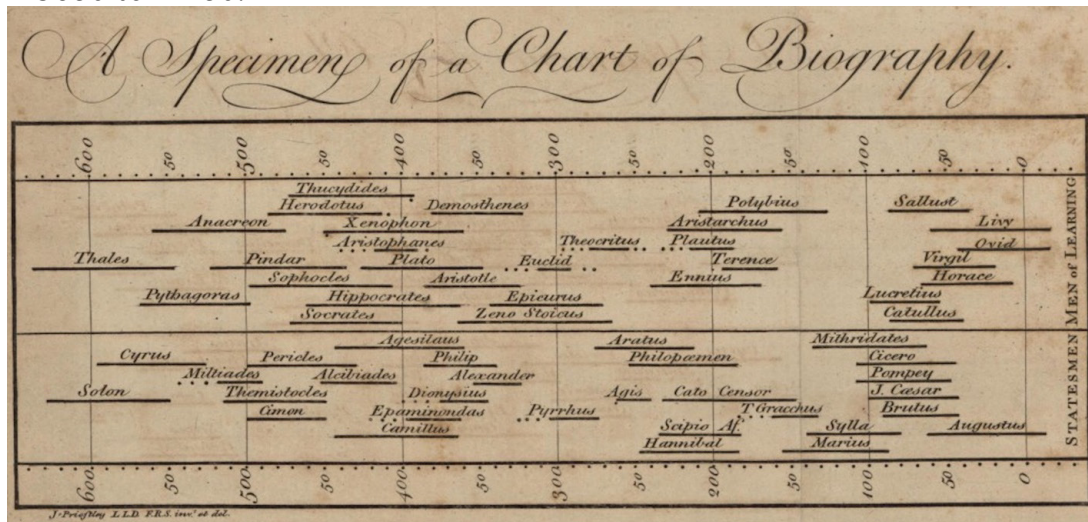 A Specimen of a Chart of Biography.
600 50 500 50 400 50 300 50 200 50 100 50 0
Thucydides
Herodotus Demosthenes Polybius Sallust
Anacreon Xenophon Aristarchus Livy
Aristophanes Theocritus Plautus Ovid
Thales Pindar Plato Euclid Terence Virgil
Sophocles Aristotle Ennius Horace
Pythagoras Hippocrates Epicurus Lucretius
Socrates Zeno Stoicus Catullus
MEN of LEARNING
Agesilaus Aratus Mithridates
Cyrus Pericles Philip Philopœmen Cicero
Miltiades Alcibiades Alexander Pompey
Solon Themistocles Dionysius Agis Cato Censor J. Cæsar
Cimon Epaminondas Pyrrhus T Gracchus Brutus
Camillus Scipio Af. Sylla Augustus
Hannibal Marius
STATESMEN
600 50 500 50 400 50 300 50 200 50 100 50 0
J. Priestley L.L.D. F.R.S. inv.t et del.